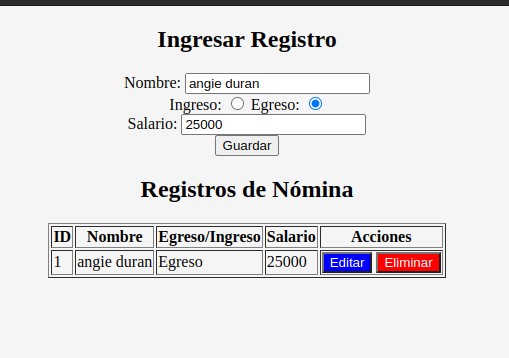 Ingresar Registro
Nombre: angie duran
Ingreso: Egreso:
Salario: 25000
Guardar
Registros de Nómina
ID Nombre Egreso/Ingreso Salario Acciones
1 angie duran Egreso 25000 Editar Eliminar